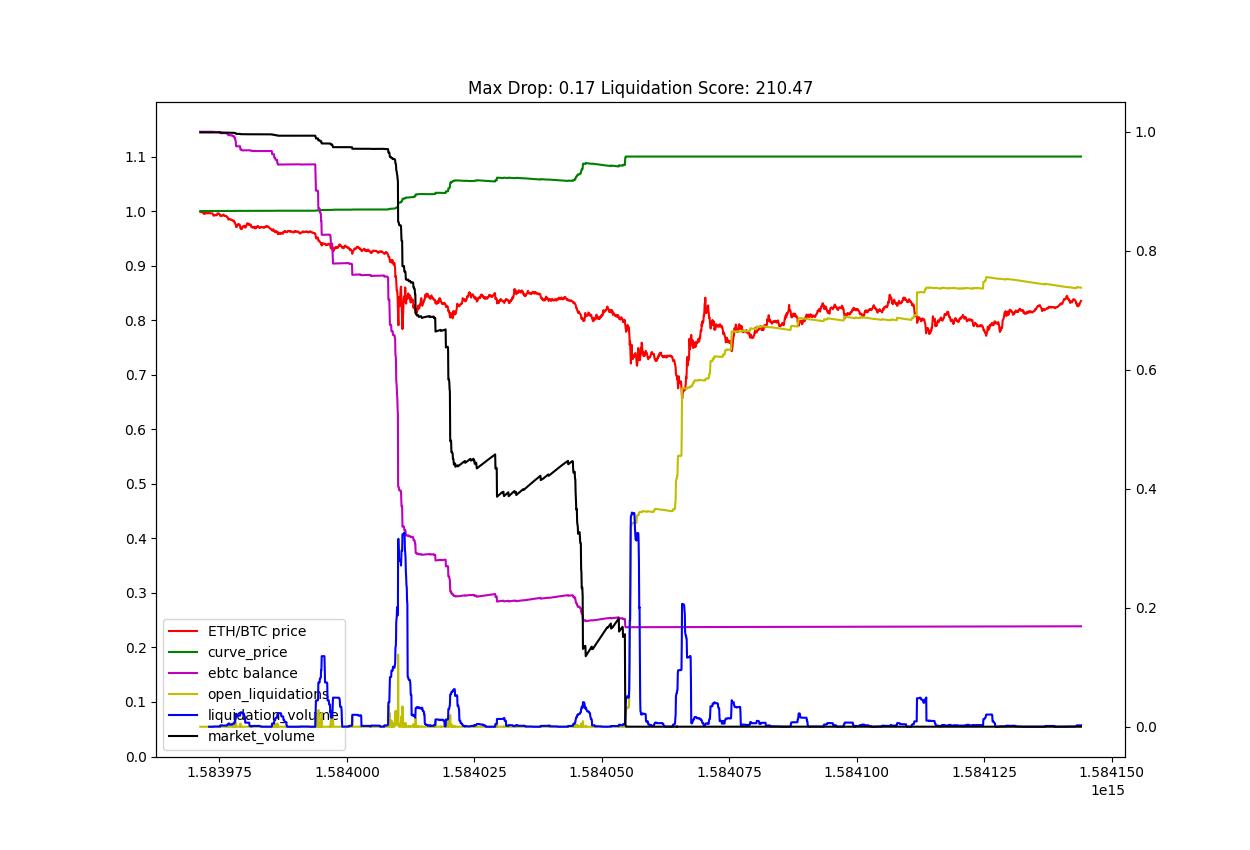 Max Drop: 0.17 Liquidation Score: 210.47
1.1
1.0
0.9
0.8
0.7
0.6
0.5
0.4
0.3
0.2
0.1
0.0
1.0
0.8
0.6
0.4
0.2
0.0
ETH/BTC price
curve_price
ebtc balance
open_liquidations
liquidation_volume
market_volume
1.583975 1.584000 1.584025 1.584050 1.584075 1.584100 1.584125 1.584150
1e15